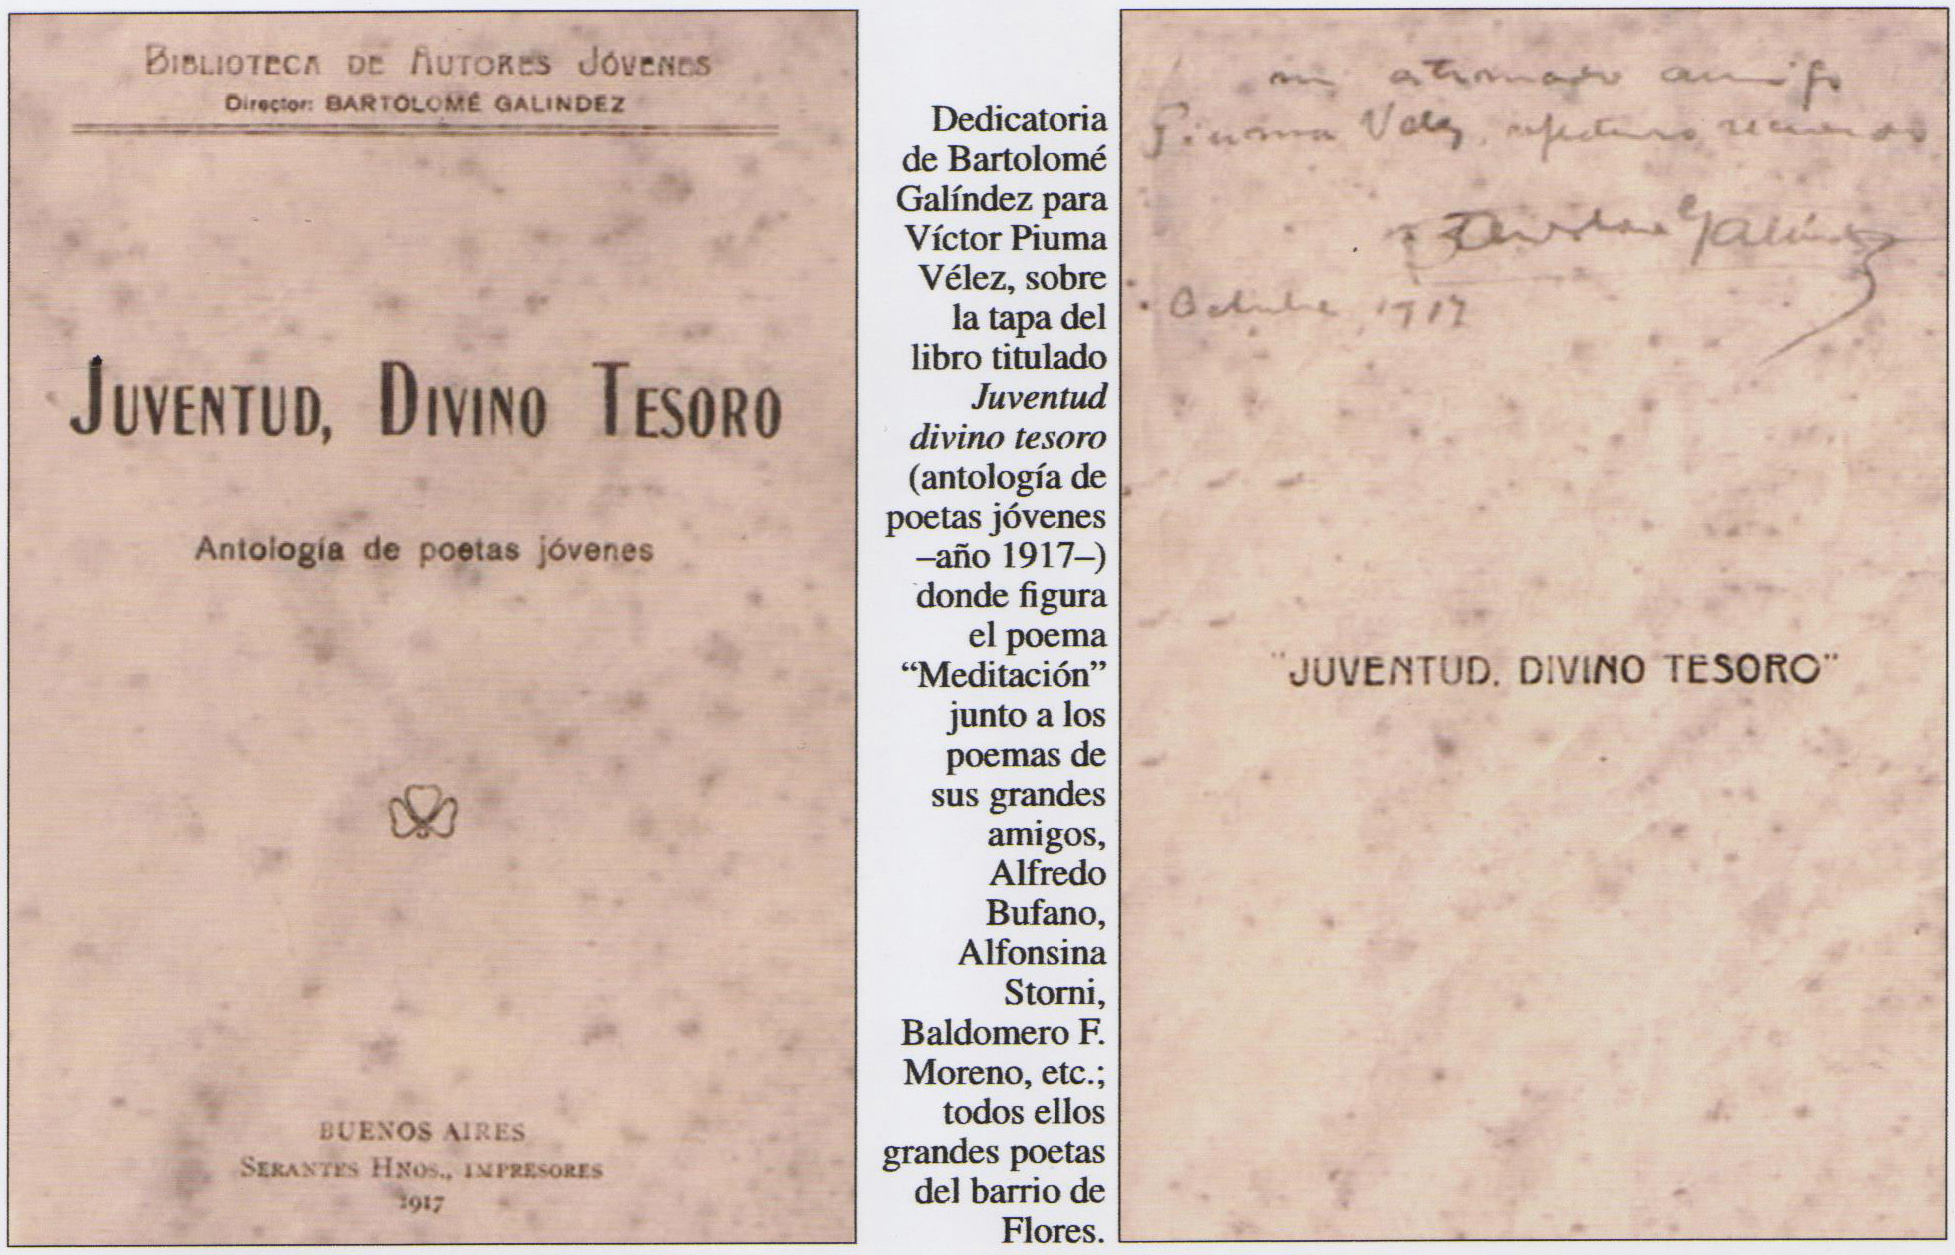 BIBLIOTECA DE AUTORES JÓVENES
Director: BARTOLOMÉ GALINDEZ
JUVENTUD, DIVINO TESORO
Antología de poetas jóvenes
BUENOS AIRES
SERANTES HNOS., IMPRESORES
1917
Dedicatoria
de Bartolomé
Galíndez para
Víctor Piuma
Vélez, sobre
la tapa del
libro titulado
Juventud
divino tesoro
(antología de
poetas jóvenes
–año 1917–)
donde figura
el poema
“Meditación”
junto a los
poemas de
sus grandes
amigos,
Alfredo
Bufano,
Alfonsina
Storni,
Baldomero F.
Moreno, etc.;
todos ellos
grandes poetas
del barrio de
Flores.
mi estimado amigo
Piuma Velez, afectuoso recuerdo
Galíndez
Octubre, 1917
"JUVENTUD, DIVINO TESORO"